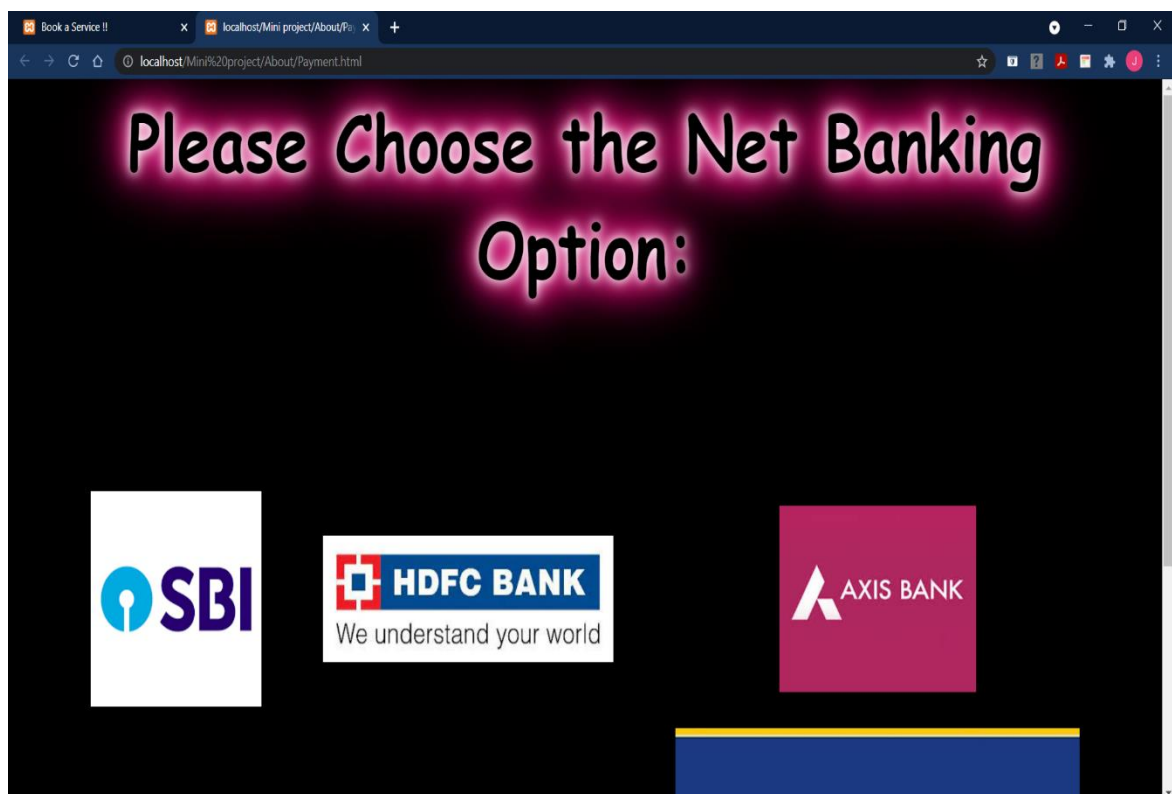 Book a Service !!
localhost/Mini project/About/Pay
localhost/Mini%20project/About/Payment.html
J
Please Choose the Net Banking
Option:
SBI
HDFC BANK
We understand your world
AXIS BANK